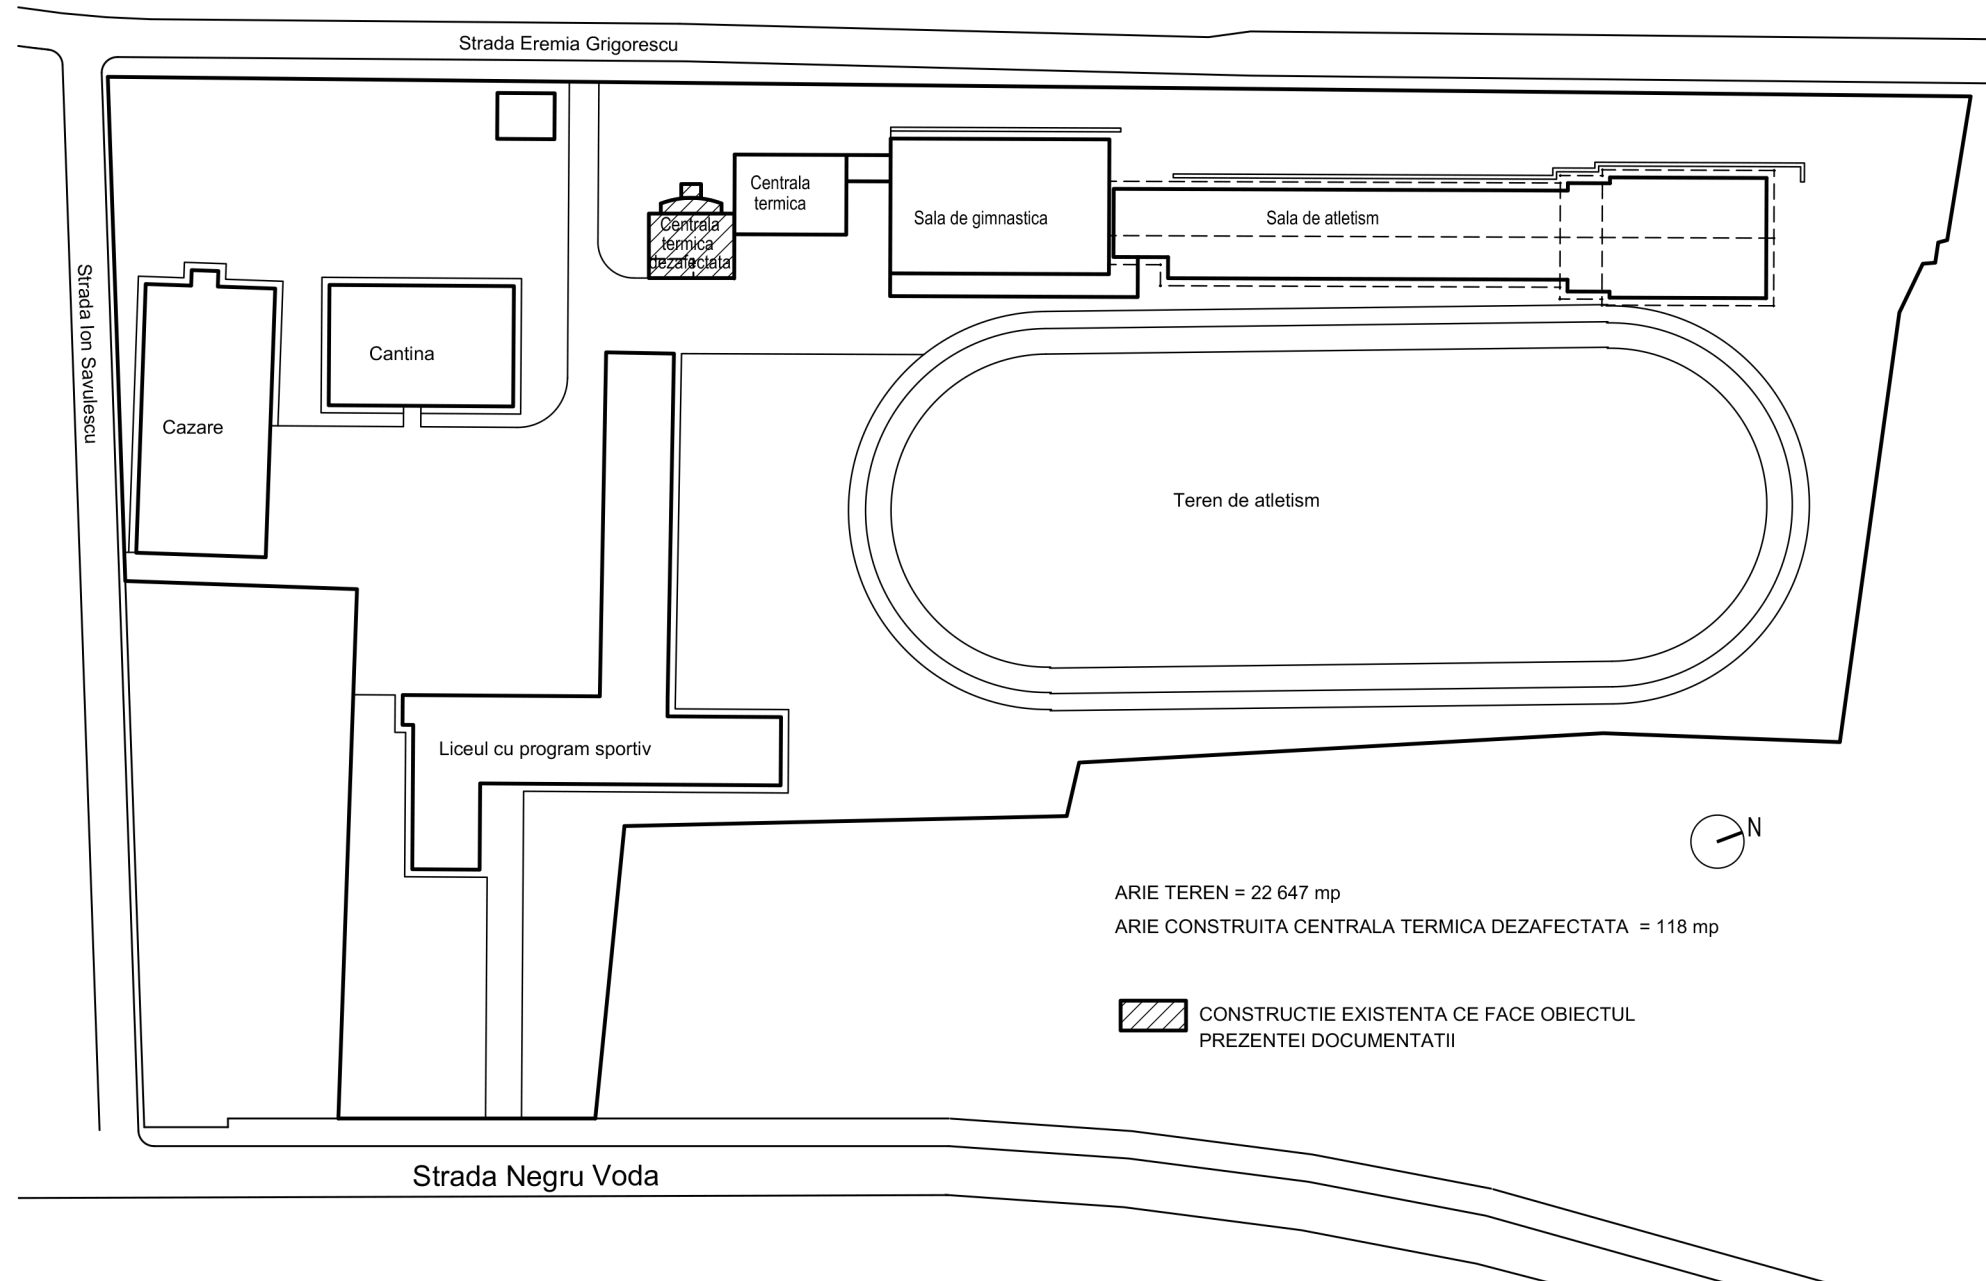 Strada Eremia Grigorescu
Centrala
termica
Sala de gimnastica
Sala de atletism
Centrala
termica
dezafectata
Strada Ion Savulescu
Cantina
Cazare
Teren de atletism
Liceul cu program sportiv
N
ARIE TEREN = 22 647 mp
ARIE CONSTRUITA CENTRALA TERMICA DEZAFECTATA = 118 mp
CONSTRUCTIE EXISTENTA CE FACE OBIECTUL
PREZENTEI DOCUMENTATII
Strada Negru Voda